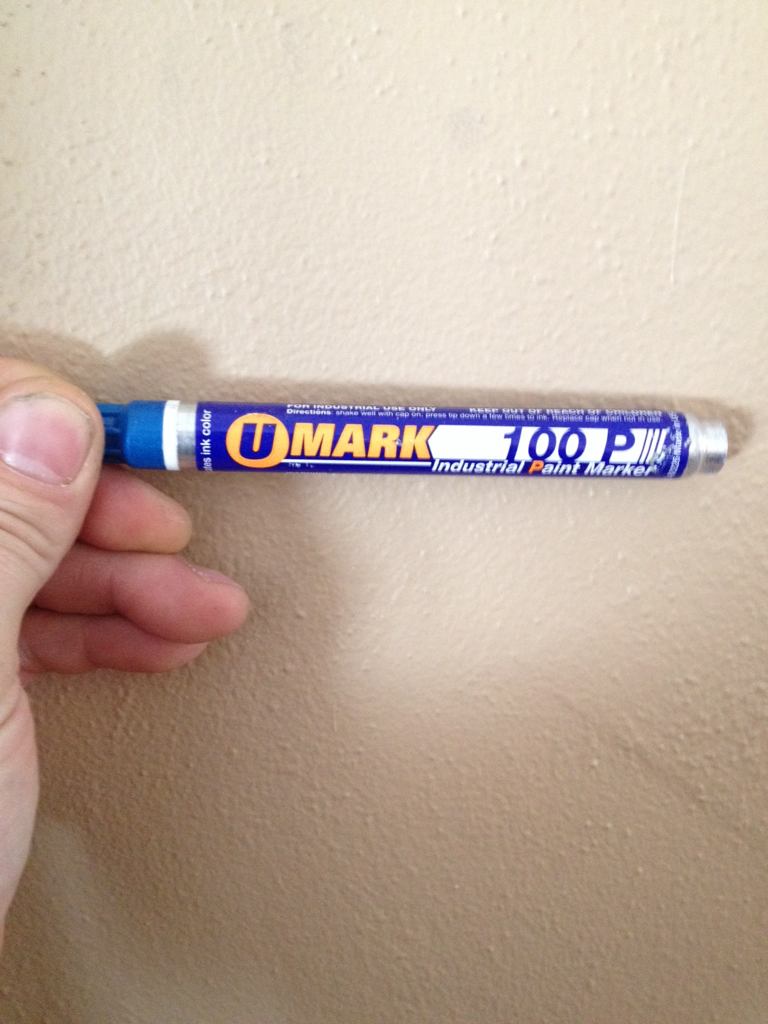 FOR INDUSTRIAL USE ONLY KEEP OUT OF REACH OF CHILDREN
Directions: shake well with cap on, press tip down a few times to ink. Replace cap when not in use.
ink color
U MARK 100 P
Industrial Paint Marker